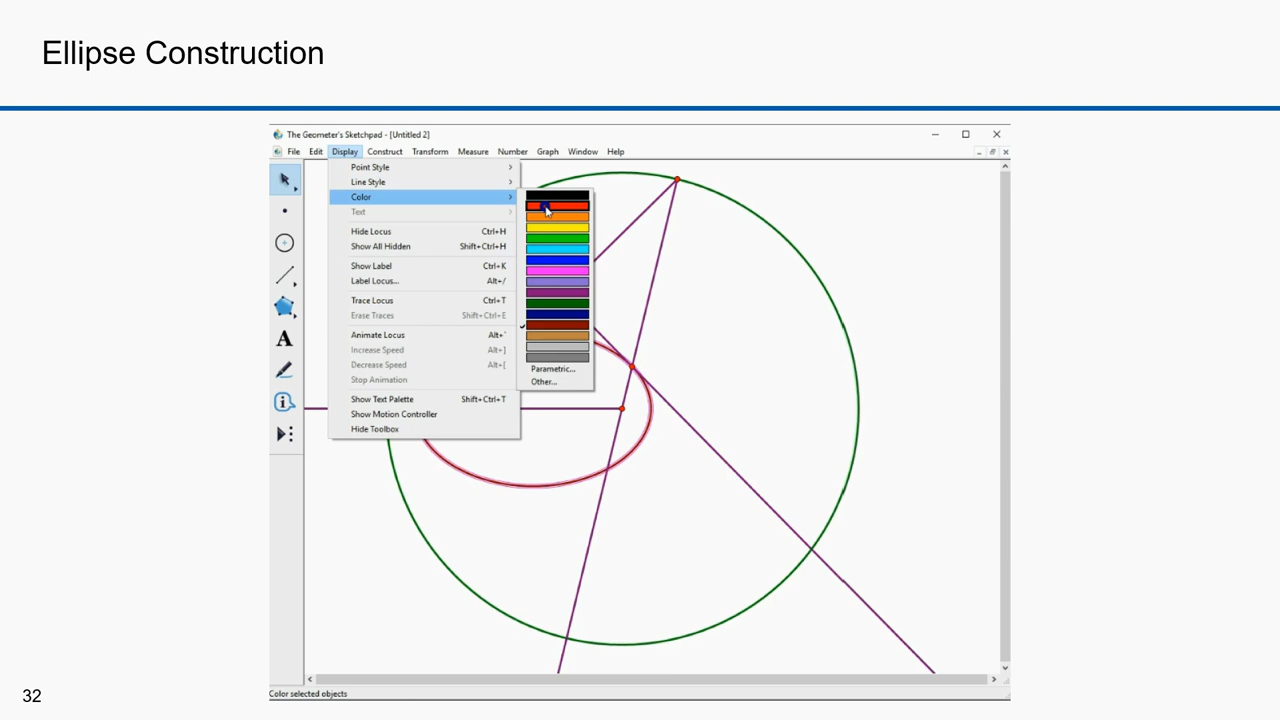 Ellipse Construction
The Geometer's Sketchpad - [Untitled 2]
File Edit Display Construct Transform Measure Number Graph Window Help
Point Style
Line Style
Color
Text
Hide Locus Ctrl+H
Show All Hidden Shift+Ctrl+H
Show Label Ctrl+K
Label Locus... Alt+/
Trace Locus Ctrl+T
Erase Traces Shift+Ctrl+E
Animate Locus Alt+`
Increase Speed Alt+]
Decrease Speed Alt+[
Stop Animation
Show Text Palette Shift+Ctrl+T
Show Motion Controller
Hide Toolbox
Parametric...
Other...
A
Color selected objects
32